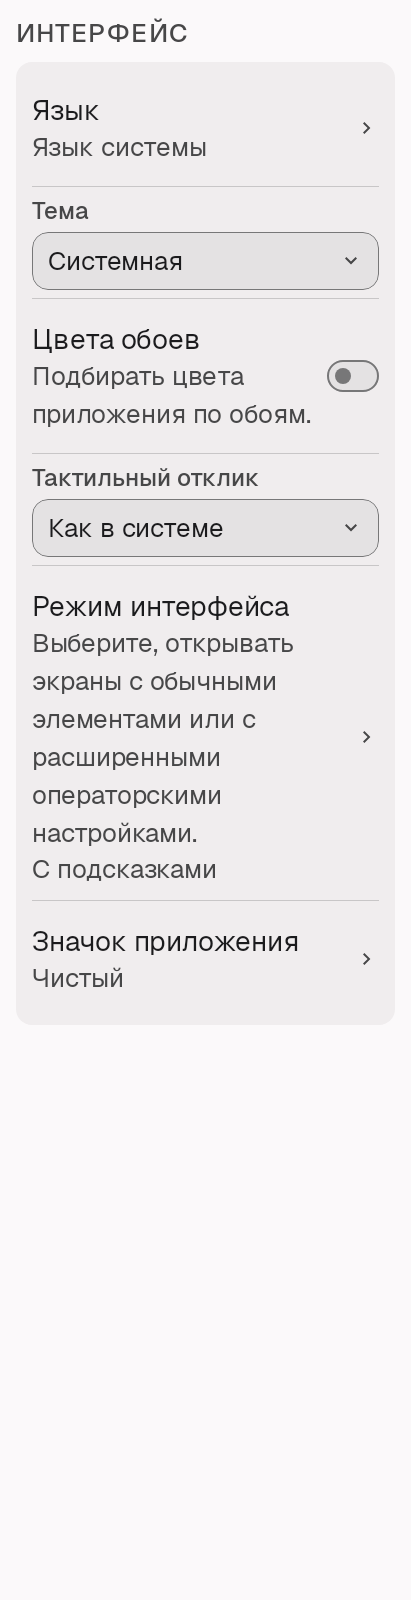 ИНТЕРФЕЙС
Язык
Язык системы
Тема
Системная
Цвета обоев
Подбирать цвета
приложения по обоям.
Тактильный отклик
Как в системе
Режим интерфейса
Выберите, открывать
экраны с обычными
элементами или с
расширенными
операторскими
настройками.
С подсказками
Значок приложения
Чистый